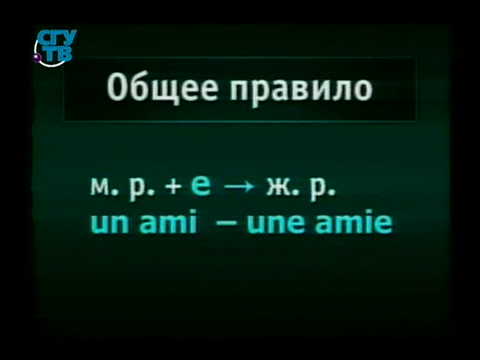 СГУ
ТВ
Общее правило
м. р. + е → ж. р.
un ami – une amie